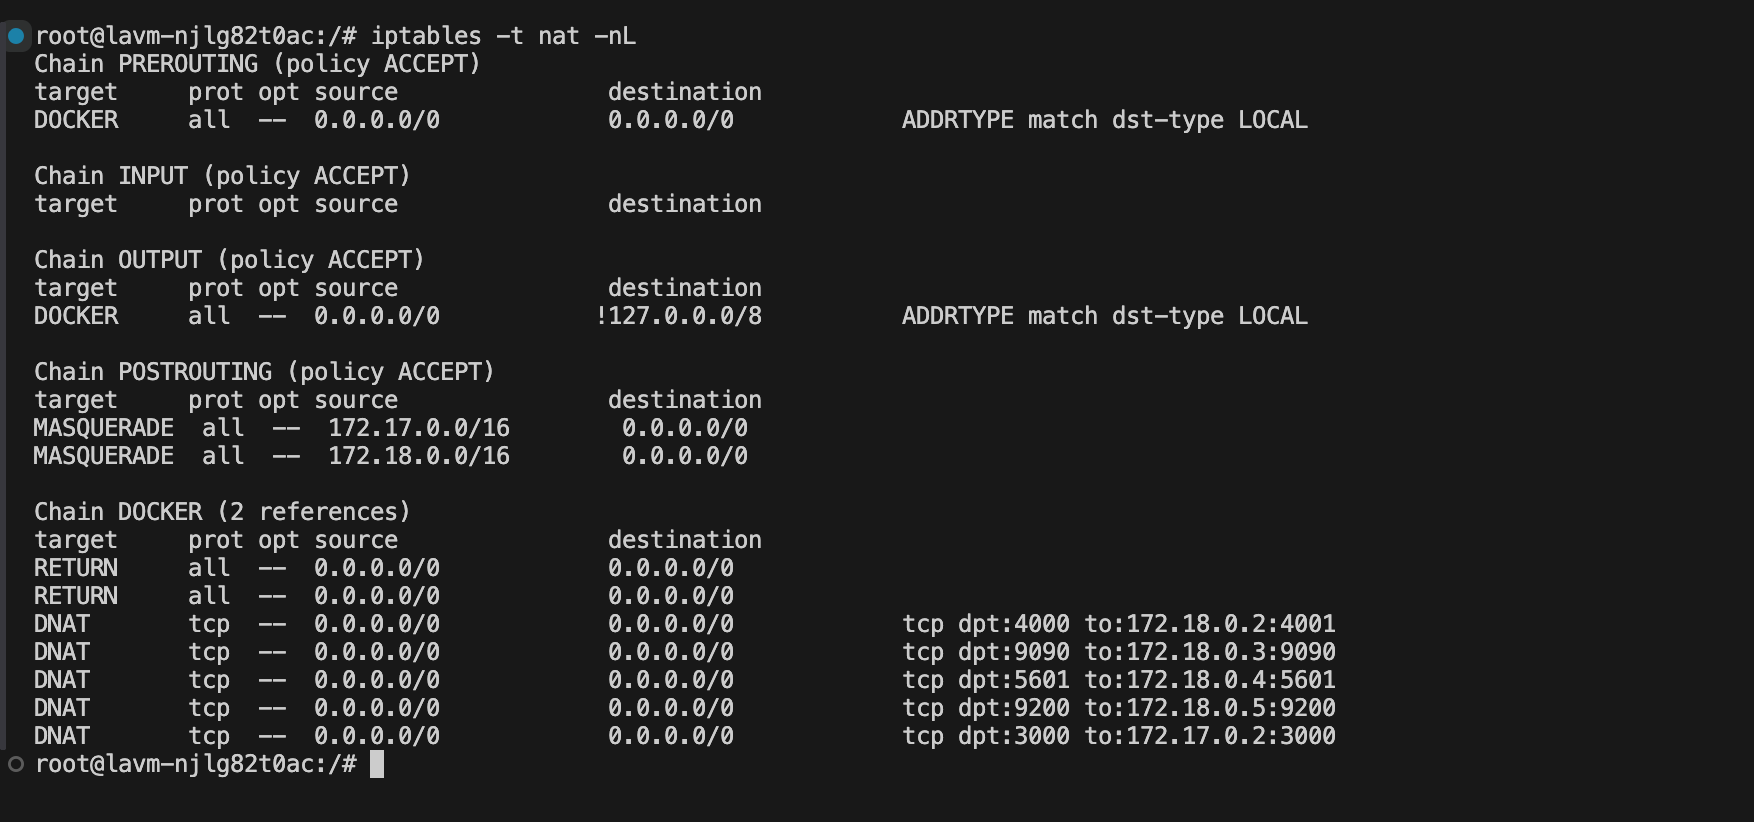 root@lavm-njlg82t0ac:/# iptables -t nat -nL
Chain PREROUTING (policy ACCEPT)
target     prot opt source               destination
DOCKER     all  --  0.0.0.0/0            0.0.0.0/0            ADDRTYPE match dst-type LOCAL

Chain INPUT (policy ACCEPT)
target     prot opt source               destination

Chain OUTPUT (policy ACCEPT)
target     prot opt source               destination
DOCKER     all  --  0.0.0.0/0           !127.0.0.0/8          ADDRTYPE match dst-type LOCAL

Chain POSTROUTING (policy ACCEPT)
target     prot opt source               destination
MASQUERADE  all  --  172.17.0.0/16        0.0.0.0/0
MASQUERADE  all  --  172.18.0.0/16        0.0.0.0/0

Chain DOCKER (2 references)
target     prot opt source               destination
RETURN     all  --  0.0.0.0/0            0.0.0.0/0
RETURN     all  --  0.0.0.0/0            0.0.0.0/0
DNAT       tcp  --  0.0.0.0/0            0.0.0.0/0            tcp dpt:4000 to:172.18.0.2:4001
DNAT       tcp  --  0.0.0.0/0            0.0.0.0/0            tcp dpt:9090 to:172.18.0.3:9090
DNAT       tcp  --  0.0.0.0/0            0.0.0.0/0            tcp dpt:5601 to:172.18.0.4:5601
DNAT       tcp  --  0.0.0.0/0            0.0.0.0/0            tcp dpt:9200 to:172.18.0.5:9200
DNAT       tcp  --  0.0.0.0/0            0.0.0.0/0            tcp dpt:3000 to:172.17.0.2:3000
root@lavm-njlg82t0ac:/#